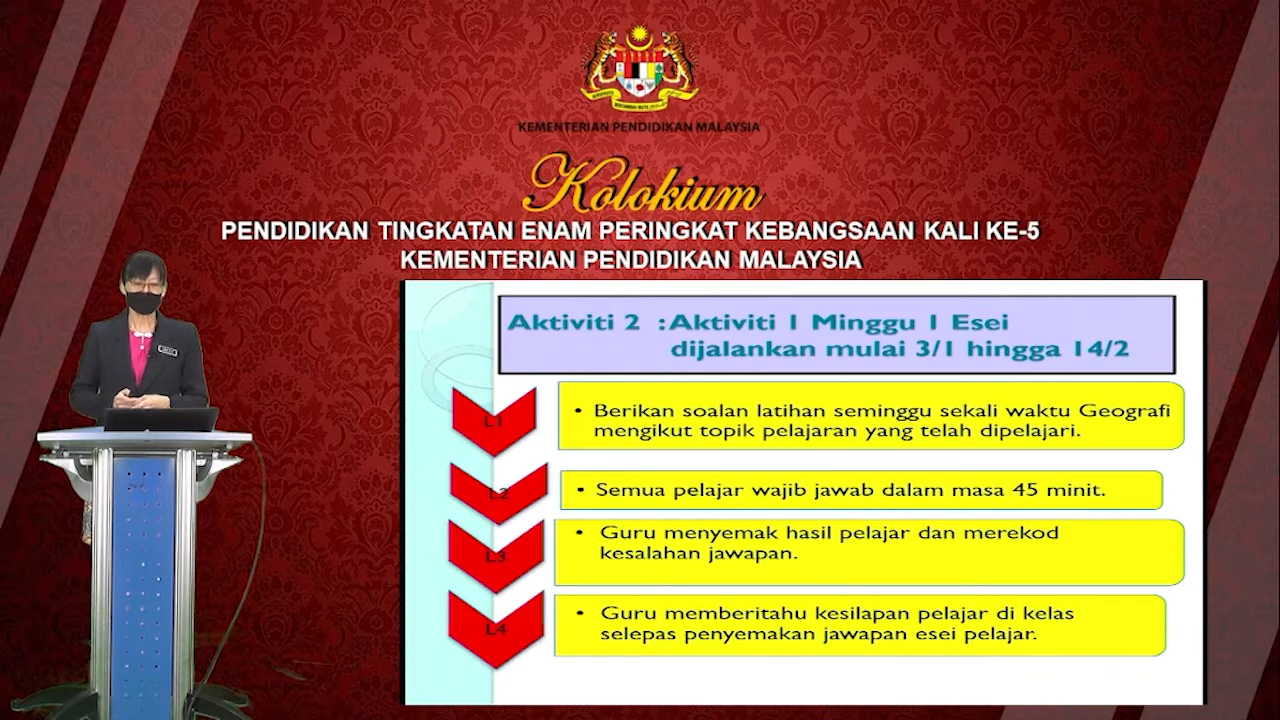 KEMENTERIAN PENDIDIKAN MALAYSIA
Kolokium
PENDIDIKAN TINGKATAN ENAM PERINGKAT KEBANGSAAN KALI KE-5
KEMENTERIAN PENDIDIKAN MALAYSIA
Aktiviti 2 : Aktiviti 1 Minggu 1 Esei
dijalankan mulai 3/1 hingga 14/2
L1
• Berikan soalan latihan seminggu sekali waktu Geografi
mengikut topik pelajaran yang telah dipelajari.
L2
• Semua pelajar wajib jawab dalam masa 45 minit.
L3
• Guru menyemak hasil pelajar dan merekod
kesalahan jawapan.
L4
• Guru memberitahu kesilapan pelajar di kelas
selepas penyemakan jawapan esei pelajar.